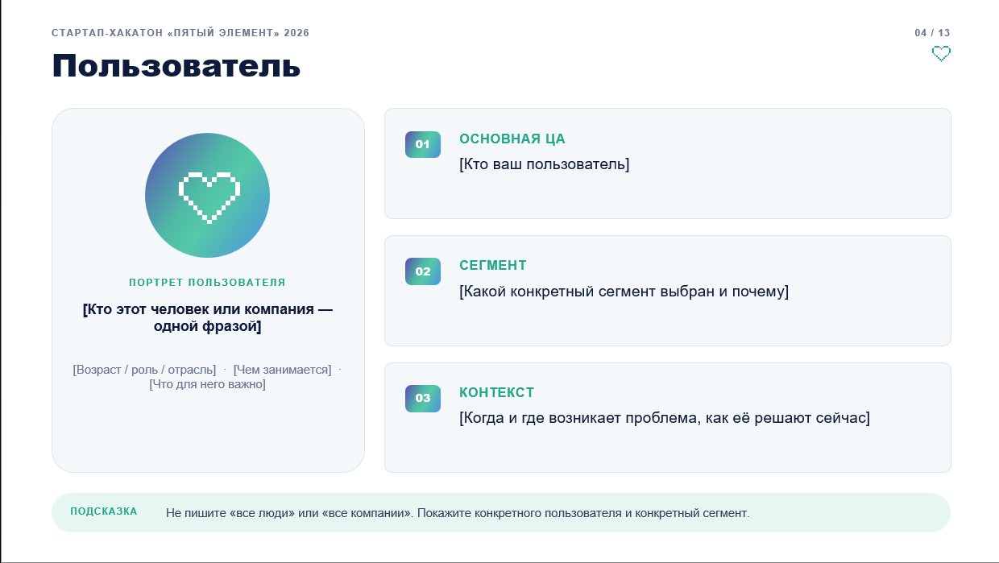 СТАРТАП-ХАКАТОН «ПЯТЫЙ ЭЛЕМЕНТ» 2026
04 / 13
Пользователь
ПОРТРЕТ ПОЛЬЗОВАТЕЛЯ
[Кто этот человек или компания —
одной фразой]
[Возраст / роль / отрасль] · [Чем занимается] ·
[Что для него важно]
01
ОСНОВНАЯ ЦА
[Кто ваш пользователь]
02
СЕГМЕНТ
[Какой конкретный сегмент выбран и почему]
03
КОНТЕКСТ
[Когда и где возникает проблема, как её решают сейчас]
ПОДСКАЗКА
Не пишите «все люди» или «все компании». Покажите конкретного пользователя и конкретный сегмент.